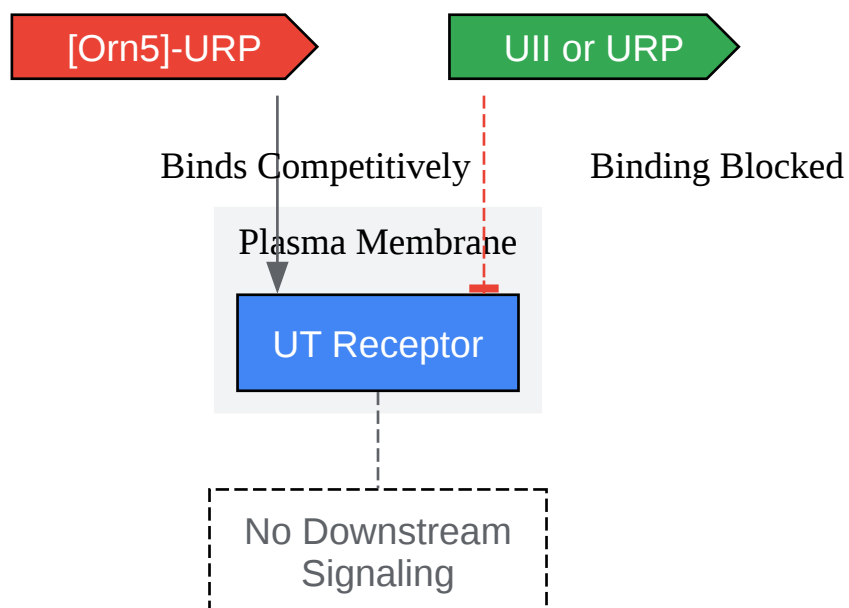 [Orn5]-URP
UII or URP
Binds Competitively
Binding Blocked
Plasma Membrane
UT Receptor
No Downstream
Signaling